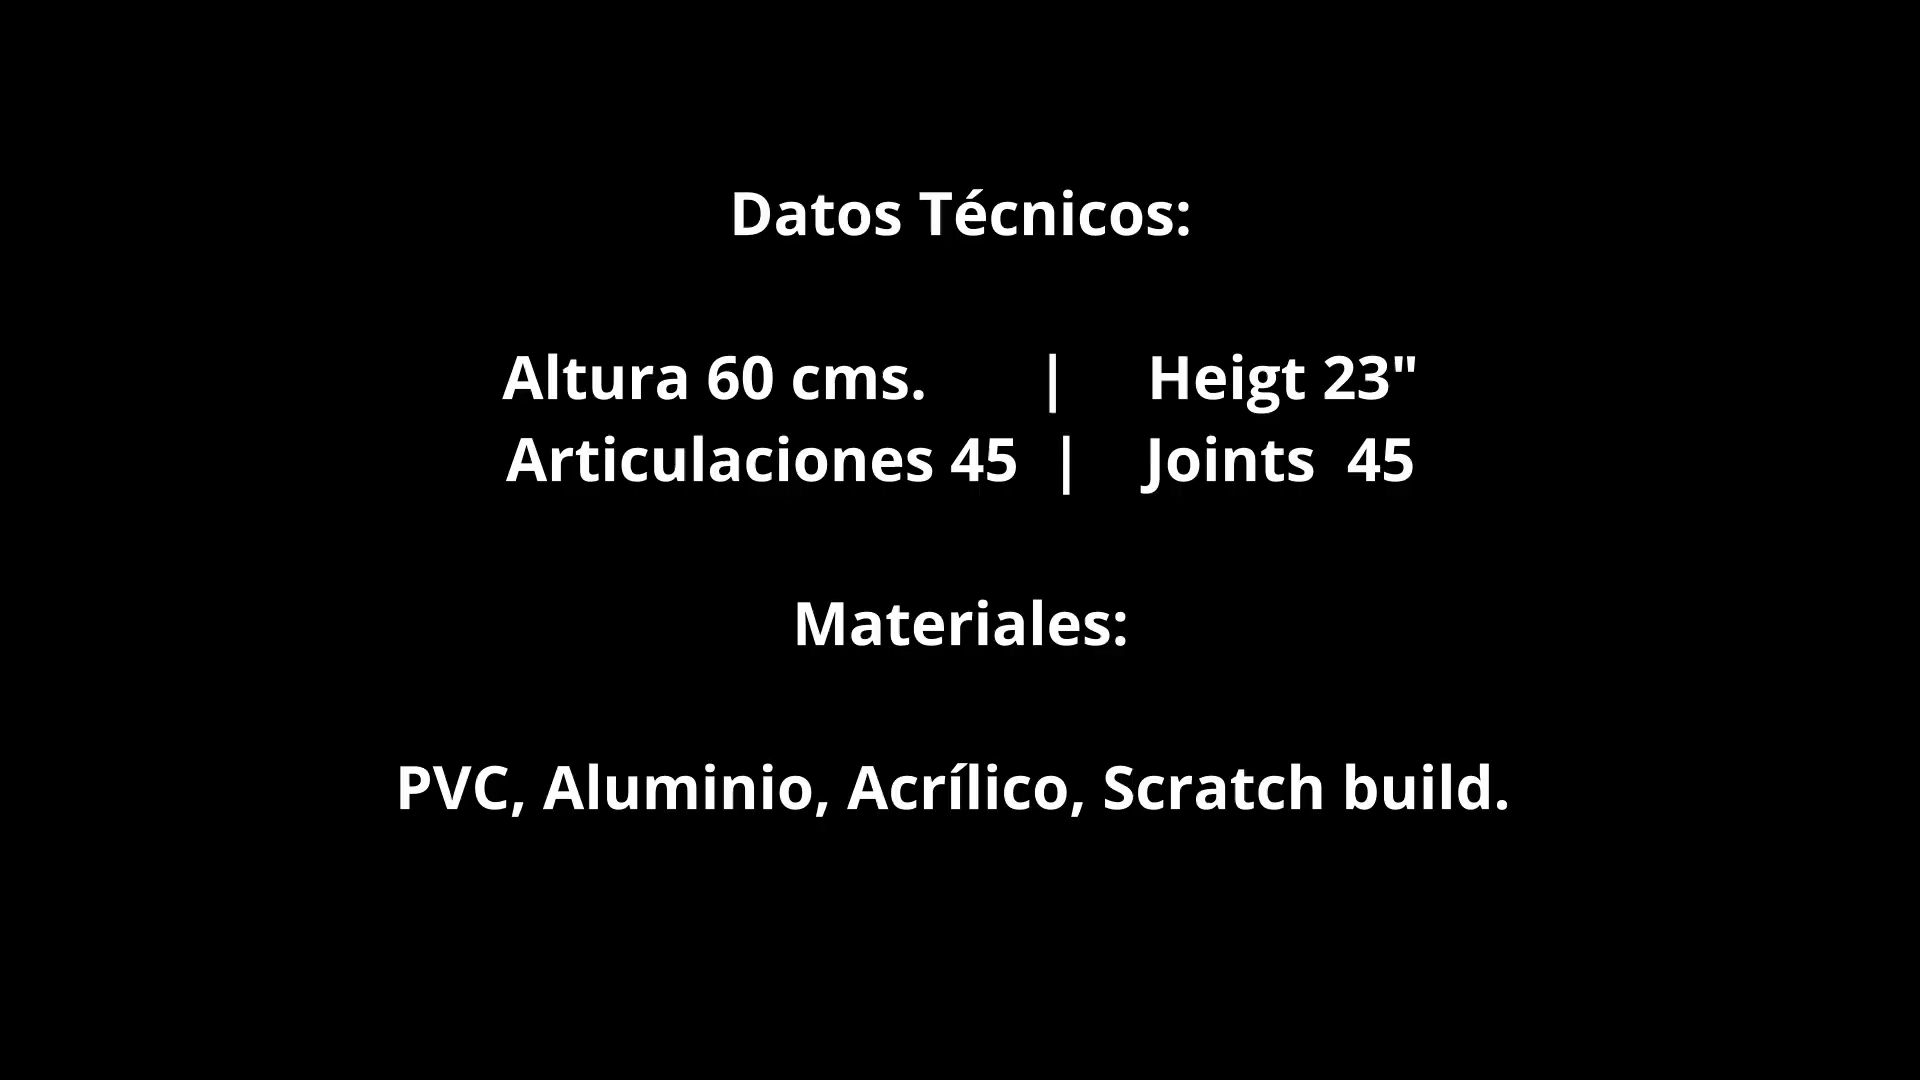 Datos Técnicos:
Altura 60 cms. | Heigt 23"
Articulaciones 45 | Joints 45
Materiales:
PVC, Aluminio, Acrílico, Scratch build.